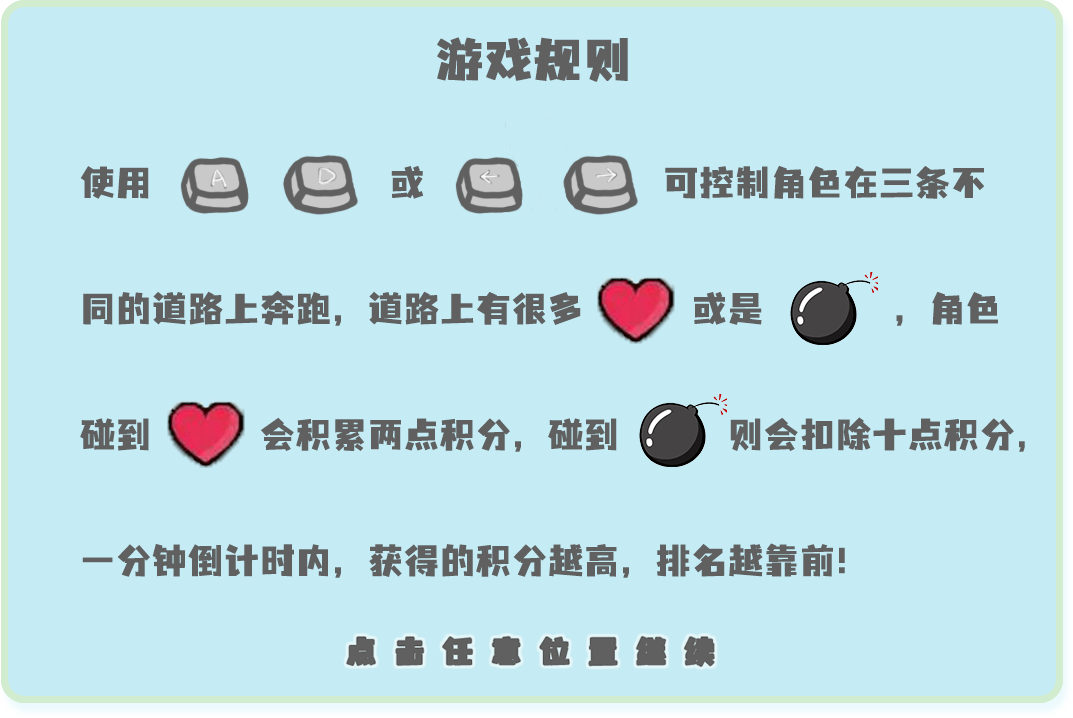 游戏规则
使用 A D 或 ← → 可控制角色在三条不
同的道路上奔跑，道路上有很多 或是 ，角色
碰到 会积累两点积分，碰到 则会扣除十点积分，
一分钟倒计时内，获得的积分越高，排名越靠前！
点击任意位置继续